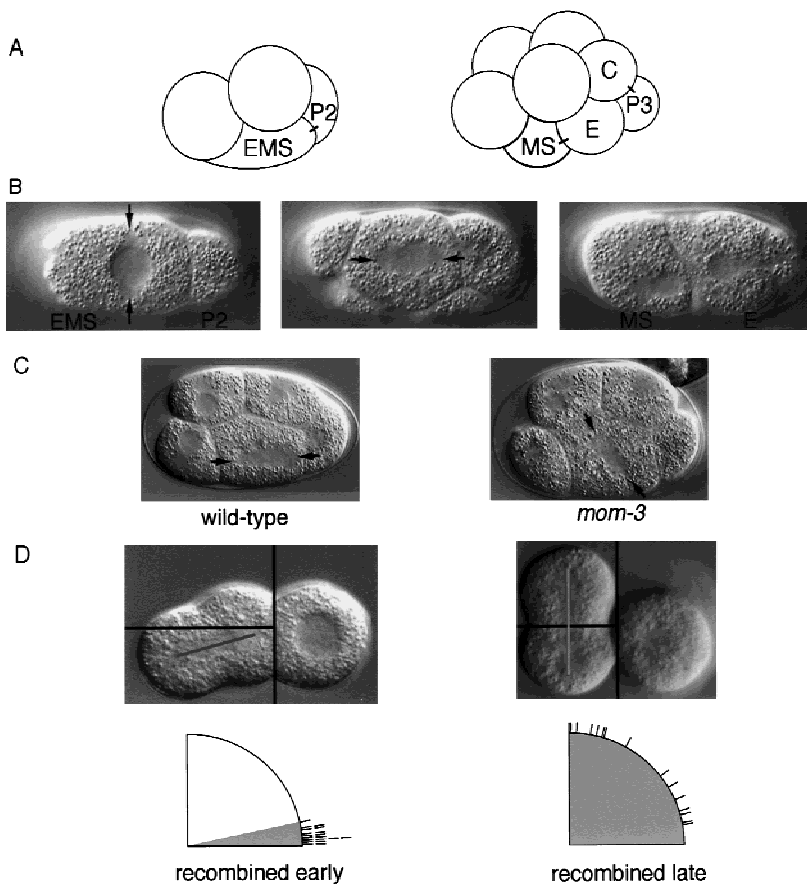 A
P2
EMS
C
P3
E
MS
B
EMS
P2
MS
E
C
wild-type
mom-3
D
recombined early
recombined late